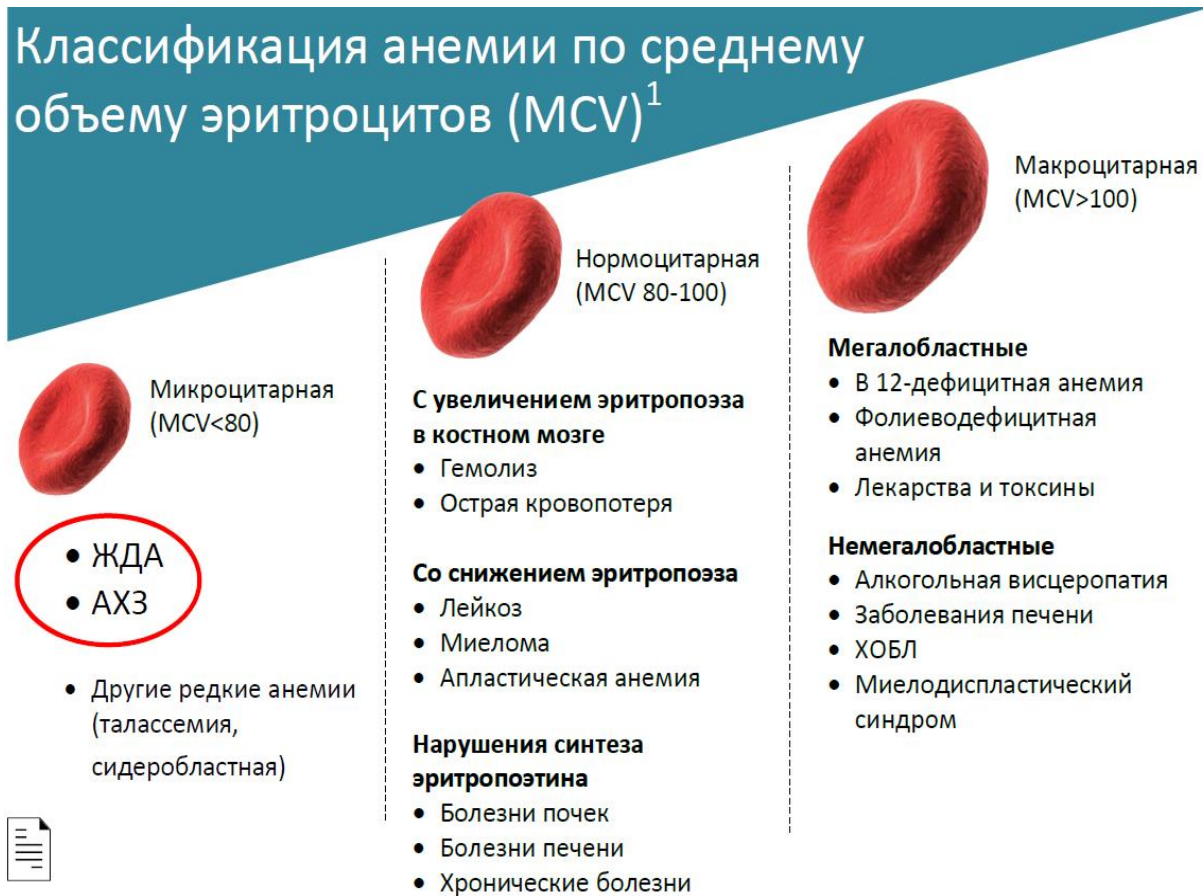 Классификация анемии по среднему
объему эритроцитов (MCV)1
Микроцитарная
(MCV<80)
• ЖДА
• АХЗ
• Другие редкие анемии
(талассемия,
сидеробластная)
Нормоцитарная
(MCV 80-100)
С увеличением эритропоэза
в костном мозге
• Гемолиз
• Острая кровопотеря
Со снижением эритропоэза
• Лейкоз
• Миелома
• Апластическая анемия
Нарушения синтеза
эритропоэтина
• Болезни почек
• Болезни печени
• Хронические болезни
Макроцитарная
(MCV>100)
Мегалобластные
• В 12-дефицитная анемия
• Фолиеводефицитная
анемия
• Лекарства и токсины
Немегалобластные
• Алкогольная висцеропатия
• Заболевания печени
• ХОБЛ
• Миелодиспластический
синдром